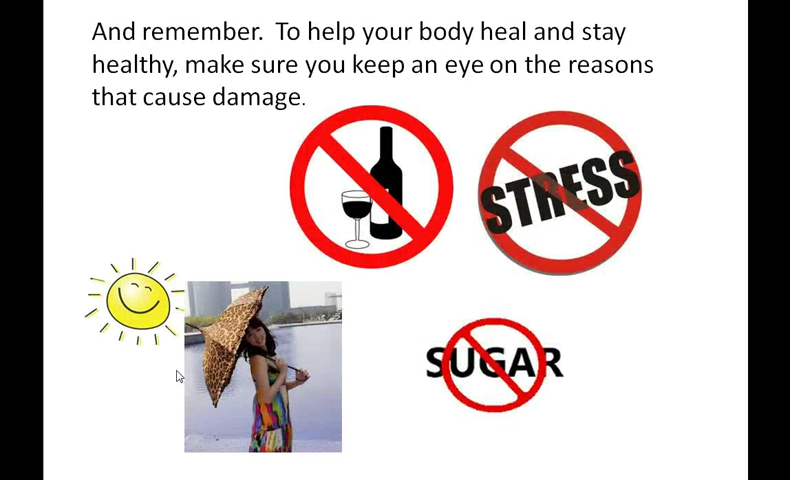 And remember.  To help your body heal and stay
healthy, make sure you keep an eye on the reasons
that cause damage.
STRESS
SUGAR